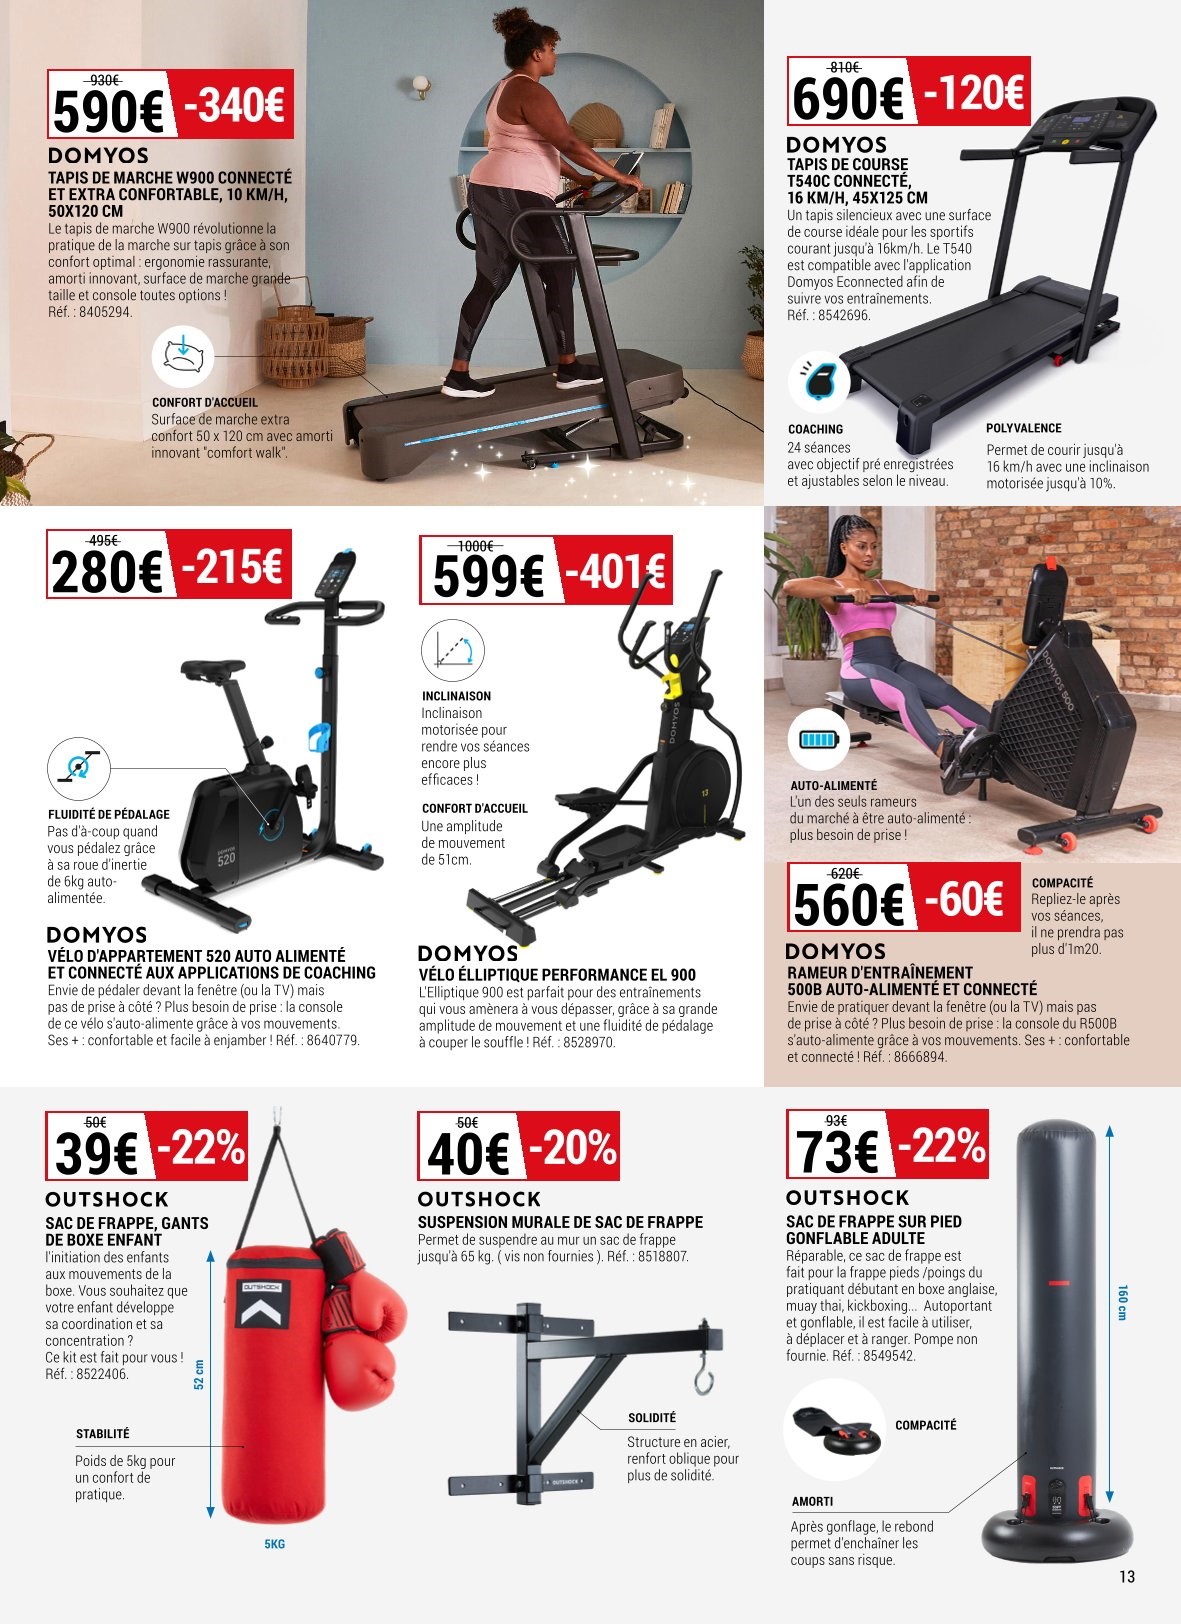 930€
590€ -340€
DOMYOS
TAPIS DE MARCHE W900 CONNECTÉ
ET EXTRA CONFORTABLE, 10 KM/H,
50X120 CM
Le tapis de marche W900 révolutionne la
pratique de la marche sur tapis grâce à son
confort optimal : ergonomie rassurante,
amorti innovant, surface de marche grande
taille et console toutes options !
Réf. : 8405294.
CONFORT D'ACCUEIL
Surface de marche extra
confort 50 x 120 cm avec amorti
innovant "comfort walk".
810€
690€ -120€
DOMYOS
TAPIS DE COURSE
T540C CONNECTÉ,
16 KM/H, 45X125 CM
Un tapis silencieux avec une surface
de course idéale pour les sportifs
courant jusqu'à 16km/h. Le T540
est compatible avec l'application
Domyos Econnected afin de
suivre vos entraînements.
Réf. : 8542696.
COACHING
24 séances
avec objectif pré enregistrées
et ajustables selon le niveau.
POLYVALENCE
Permet de courir jusqu'à
16 km/h avec une inclinaison
motorisée jusqu'à 10%.
495€
280€ -215€
FLUIDITÉ DE PÉDALAGE
Pas d'à-coup quand
vous pédalez grâce
à sa roue d'inertie
de 6kg auto-
alimentée.
DOMYOS
520
DOMYOS
VÉLO D'APPARTEMENT 520 AUTO ALIMENTÉ
ET CONNECTÉ AUX APPLICATIONS DE COACHING
Envie de pédaler devant la fenêtre (ou la TV) mais
pas de prise à côté ? Plus besoin de prise : la console
de ce vélo s'auto-alimente grâce à vos mouvements.
Ses + : confortable et facile à enjamber ! Réf. : 8640779.
1000€
599€ -401€
INCLINAISON
Inclinaison
motorisée pour
rendre vos séances
encore plus
efficaces !
CONFORT D'ACCUEIL
Une amplitude
de mouvement
de 51cm.
DOMYOS
13
DOMYOS
VÉLO ÉLLIPTIQUE PERFORMANCE EL 900
L'Elliptique 900 est parfait pour des entraînements
qui vous amènera à vous dépasser, grâce à sa grande
amplitude de mouvement et une fluidité de pédalage
à couper le souffle ! Réf. : 8528970.
DOMYOS 500
AUTO-ALIMENTÉ
L'un des seuls rameurs
du marché à être auto-alimenté :
plus besoin de prise !
620€
560€ -60€
COMPACITÉ
Repliez-le après
vos séances,
il ne prendra pas
plus d'1m20.
DOMYOS
RAMEUR D'ENTRAÎNEMENT
500B AUTO-ALIMENTÉ ET CONNECTÉ
Envie de pratiquer devant la fenêtre (ou la TV) mais pas
de prise à côté ? Plus besoin de prise : la console du R500B
s'auto-alimente grâce à vos mouvements. Ses + : confortable
et connecté ! Réf. : 8666894.
50€
39€ -22%
OUTSHOCK
SAC DE FRAPPE, GANTS
DE BOXE ENFANT
l'initiation des enfants
aux mouvements de la
boxe. Vous souhaitez que
votre enfant développe
sa coordination et sa
concentration ?
Ce kit est fait pour vous !
Réf. : 8522406.
STABILITÉ
Poids de 5kg pour
un confort de
pratique.
52 cm
OUTSHOCK
5KG
50€
40€ -20%
OUTSHOCK
SUSPENSION MURALE DE SAC DE FRAPPE
Permet de suspendre au mur un sac de frappe
jusqu'à 65 kg. ( vis non fournies ). Réf. : 8518807.
SOLIDITÉ
Structure en acier,
renfort oblique pour
plus de solidité.
OUTSHOCK
93€
73€ -22%
OUTSHOCK
SAC DE FRAPPE SUR PIED
GONFLABLE ADULTE
Réparable, ce sac de frappe est
fait pour la frappe pieds /poings du
pratiquant débutant en boxe anglaise,
muay thai, kickboxing... Autoportant
et gonflable, il est facile à utiliser,
à déplacer et à ranger. Pompe non
fournie. Réf. : 8549542.
COMPACITÉ
AMORTI
Après gonflage, le rebond
permet d'enchaîner les
coups sans risque.
160 cm
13